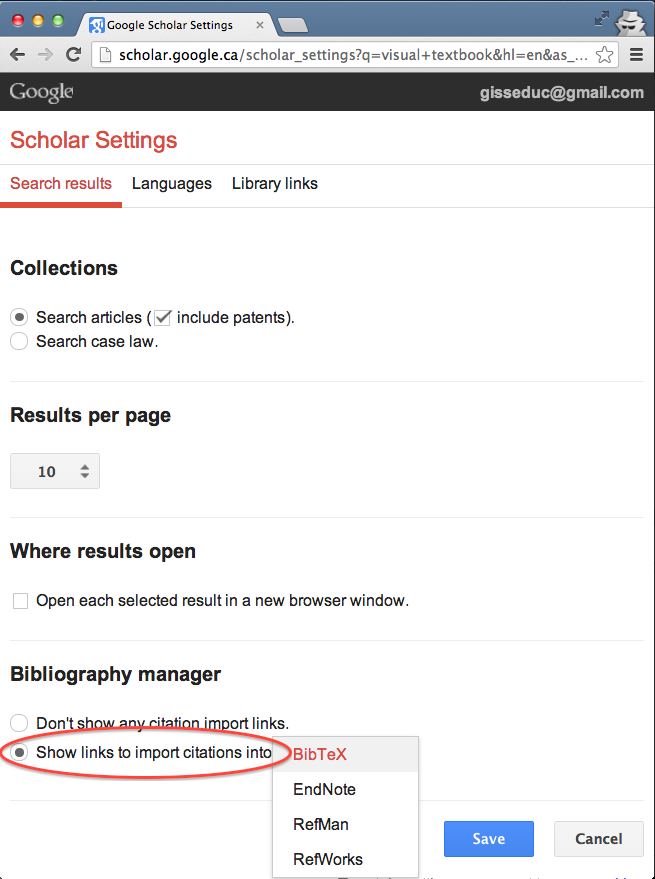 Google Scholar Settings
scholar.google.ca/scholar_settings?q=visual+textbook&hl=en&as_...
Google
gisseduc@gmail.com
Scholar Settings
Search results Languages Library links
Collections
Search articles ( include patents).
Search case law.
Results per page
10
Where results open
Open each selected result in a new browser window.
Bibliography manager
Don't show any citation import links.
Show links to import citations into
BibTeX
EndNote
RefMan
RefWorks
Save Cancel